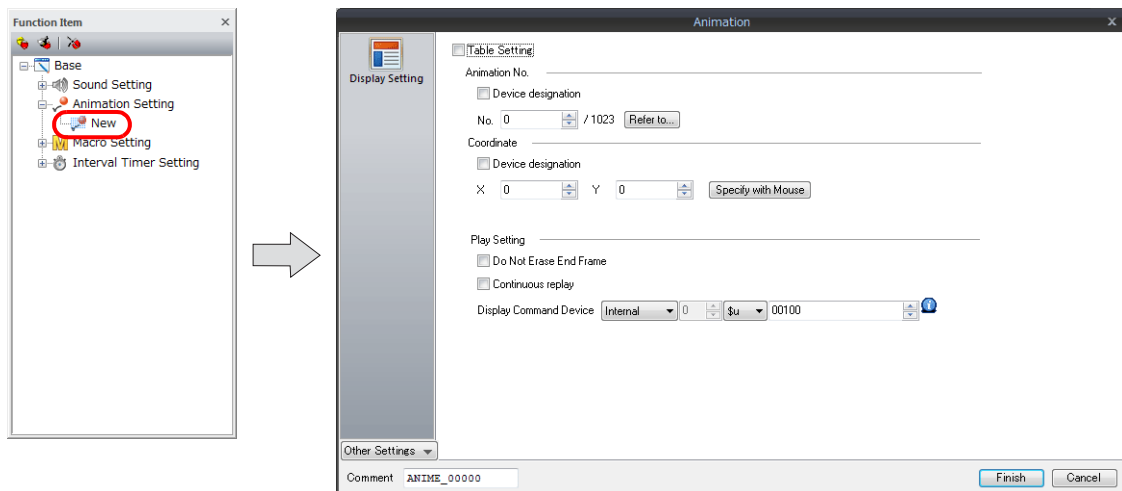 Function Item
Base
Sound Setting
Animation Setting
New
Macro Setting
Interval Timer Setting
Animation
Display Setting
Table Setting
Animation No.
Device designation
No. 0 / 1023 Refer to...
Coordinate
Device designation
X 0 Y 0 Specify with Mouse
Play Setting
Do Not Erase End Frame
Continuous replay
Display Command Device Internal 0 $u 00100
Other Settings
Comment ANIME_00000 Finish Cancel